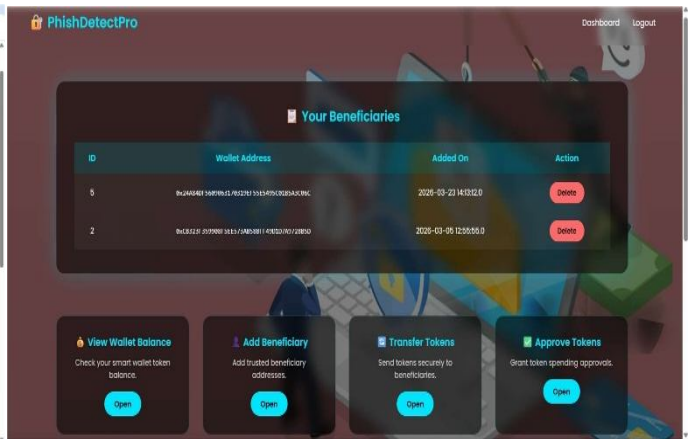 PhishDetectPro
Dashboard Logout
Your Beneficiaries
ID Wallet Address Added On Action
5 2026-03-23 14:13:12.0 Delete
2 2026-03-05 12:55:55.0 Delete
View Wallet Balance
Check your smart wallet token
balance.
Open
Add Beneficiary
Add trusted beneficiary
addresses.
Open
Transfer Tokens
Send tokens securely to
beneficiaries.
Open
Approve Tokens
Grant token spending approvals.
Open